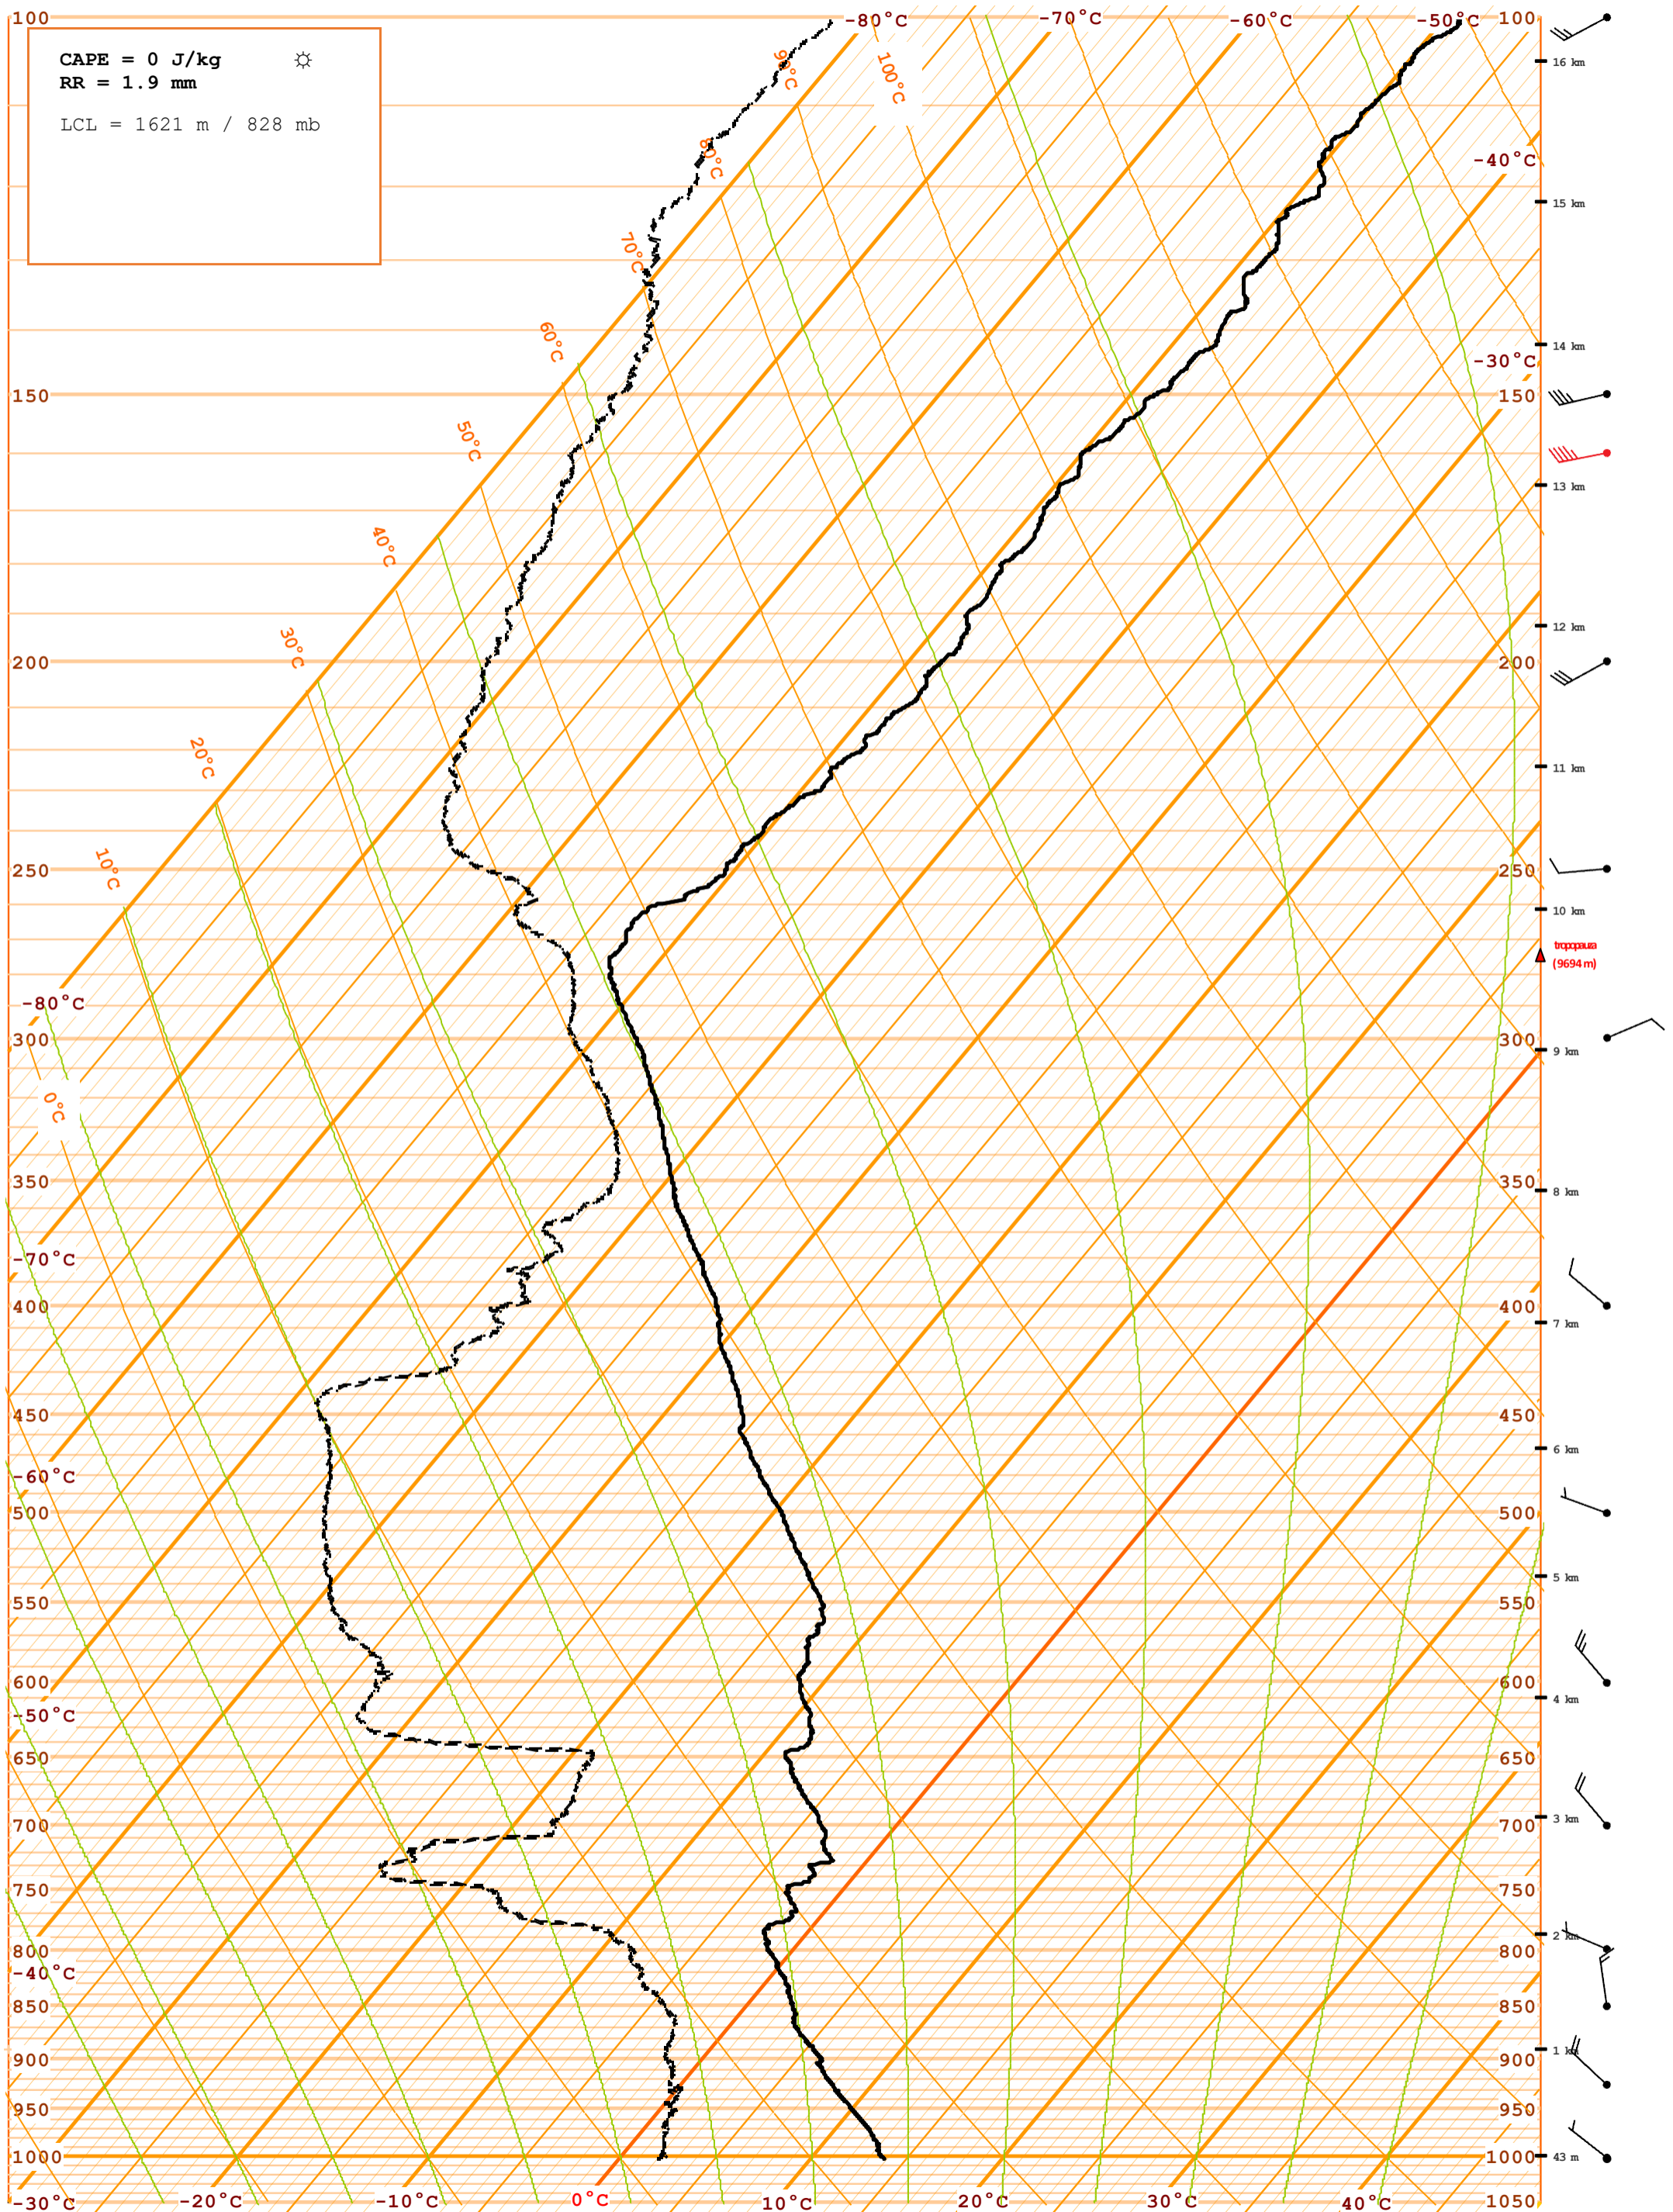 100 -80°C -70°C -60°C -50°C 100
CAPE = 0 J/kg ☼
RR = 1.9 mm
LCL = 1621 m / 828 mb
90°C 100°C
16 km
80°C
-40°C
15 km
70°C
60°C
14 km
-30°C
150 150
50°C
13 km
40°C
30°C
12 km
200 200
20°C
11 km
10°C
250 250
10 km
tropopauza
(9694 m)
-80°C
300 300
9 km
0°C
350 350
8 km
-70°C
400 400
7 km
450 450
6 km
-60°C
500 500
5 km
550 550
600 600
4 km
-50°C
650 650
3 km
700 700
750 750
2 km
800 800
-40°C
850 850
1 km
900 900
950 950
1000 1000 43 m
-30°C -20°C -10°C 0°C 10°C 20°C 30°C 40°C 1050